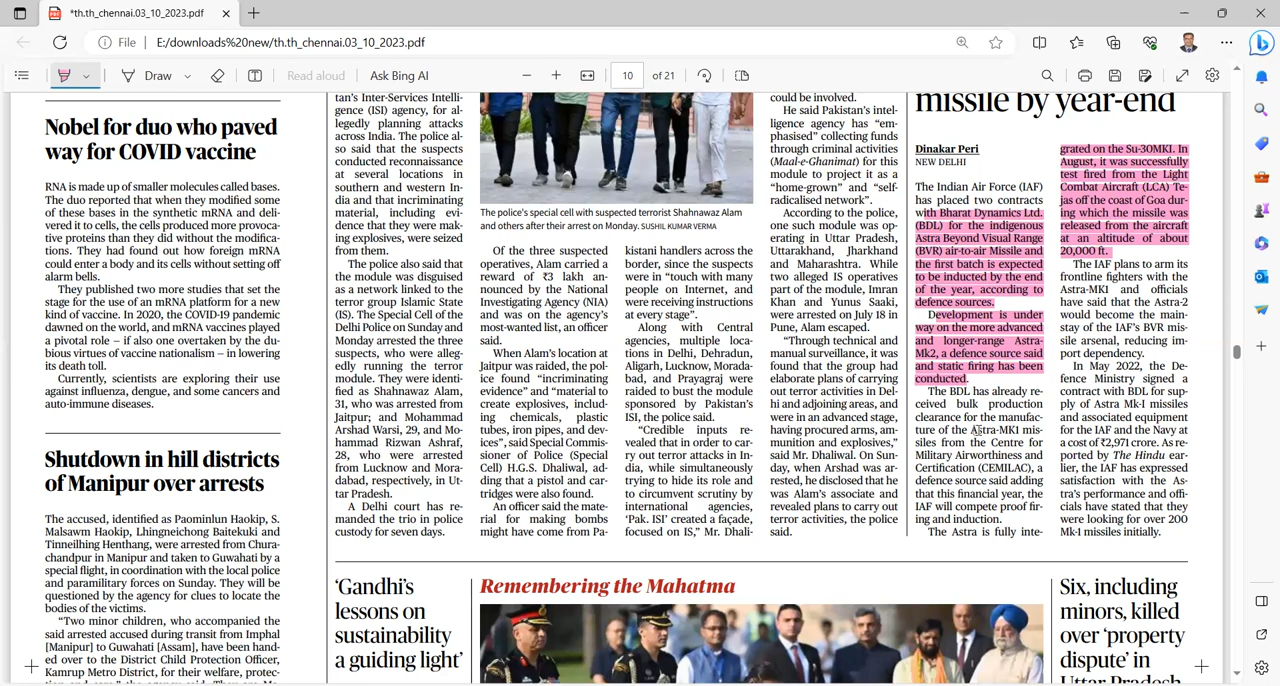 *th.th_chennai.03_10_2023.pdf
File
E:/downloads%20new/th.th_chennai.03_10_2023.pdf
Draw
Read aloud
Ask Bing AI
10
of 21
Nobel for duo who paved
way for COVID vaccine
RNA is made up of smaller molecules called bases.
The duo reported that when they modified some
of these bases in the synthetic mRNA and deli-
vered it to cells, the cells produced more provoca-
tive proteins than they did without the modifica-
tions. They had found out how foreign mRNA
could enter a body and its cells without setting off
alarm bells.
They published two more studies that set the
stage for the use of an mRNA platform for a new
kind of vaccine. In 2020, the COVID-19 pandemic
dawned on the world, and mRNA vaccines played
a pivotal role – if also one overtaken by the du-
bious virtues of vaccine nationalism – in lowering
its death toll.
Currently, scientists are exploring their use
against influenza, dengue, and some cancers and
auto-immune diseases.
Shutdown in hill districts
of Manipur over arrests
The accused, identified as Paominlun Haokip, S.
Malsawm Haokip, Lhingneichong Baitekuki and
Tinneilhing Henthang, were arrested from Chura-
chandpur in Manipur and taken to Guwahati by a
special flight, in coordination with the local police
and paramilitary forces on Sunday. They will be
questioned by the agency for clues to locate the
bodies of the victims.
“Two minor children, who accompanied the
said arrested accused during transit from Imphal
[Manipur] to Guwahati [Assam], have been hand-
ed over to the District Child Protection Officer,
Kamrup Metro District, for their welfare, protec-
tan’s Inter-Services Intelli-
gence (ISI) agency, for al-
legedly planning attacks
across India. The police al-
so said that the suspects
conducted reconnaissance
at several locations in
southern and western In-
dia and that incriminating
material, including evi-
dence that they were mak-
ing explosives, were seized
from them.
The police also said that
the module was disguised
as a network linked to the
terror group Islamic State
(IS). The Special Cell of the
Delhi Police on Sunday and
Monday arrested the three
suspects, who were alleg-
edly running the terror
module. They were identi-
fied as Shahnawaz Alam,
31, who was arrested from
Jaitpur; and Mohammad
Arshad Warsi, 29, and Mo-
hammad Rizwan Ashraf,
28, who were arrested
from Lucknow and Mora-
dabad, respectively, in Ut-
tar Pradesh.
A Delhi court has re-
manded the trio in police
custody for seven days.
The police’s special cell with suspected terrorist Shahnawaz Alam
and others after their arrest on Monday. SUSHIL KUMAR VERMA
Of the three suspected
operatives, Alam carried a
reward of ₹3 lakh an-
nounced by the National
Investigating Agency (NIA)
and was on the agency’s
most-wanted list, an officer
said.
When Alam’s location at
Jaitpur was raided, the pol-
ice found “incriminating
evidence” and “material to
create explosives, includ-
ing chemicals, plastic
tubes, iron pipes, and dev-
ices”, said Special Commis-
sioner of Police (Special
Cell) H.G.S. Dhaliwal, ad-
ding that a pistol and car-
tridges were also found.
An officer said the mate-
rial for making bombs
might have come from Pa-
kistani handlers across the
border, since the suspects
were in “touch with many
people on Internet, and
were receiving instructions
at every stage”.
Along with Central
agencies, multiple loca-
tions in Delhi, Dehradun,
Aligarh, Lucknow, Morada-
bad, and Prayagraj were
raided to bust the module
sponsored by Pakistan’s
ISI, the police said.
“Credible inputs re-
vealed that in order to car-
ry out terror attacks in In-
dia, while simultaneously
trying to hide its role and
to circumvent scrutiny by
international agencies,
‘Pak. ISI’ created a façade,
focused on IS,” Mr. Dhali-
could be involved.
He said Pakistan’s intel-
ligence agency has “em-
phasised” collecting funds
through criminal activities
(Maal-e-Ghanimat) for this
module to project it as a
“home-grown” and “self-
radicalised network”.
According to the police,
one such module was op-
erating in Uttar Pradesh,
Uttarakhand, Jharkhand
and Maharashtra. While
two alleged IS operatives
part of the module, Imran
Khan and Yunus Saaki,
were arrested on July 18 in
Pune, Alam escaped.
“Through technical and
manual surveillance, it was
found that the group had
elaborate plans of carrying
out terror activities in Del-
hi and adjoining areas, and
were in an advanced stage,
having procured arms, am-
munition and explosives,”
said Mr. Dhaliwal. On Sun-
day, when Arshad was ar-
rested, he disclosed that he
was Alam’s associate and
revealed plans to carry out
terror activities, the police
said.
missile by year-end
Dinakar Peri
NEW DELHI
The Indian Air Force (IAF)
has placed two contracts
with Bharat Dynamics Ltd.
(BDL) for the indigenous
Astra Beyond Visual Range
(BVR) air-to-air Missile and
the first batch is expected
to be inducted by the end
of the year, according to
defence sources.
Development is under
way on the more advanced
and longer-range Astra-
Mk2, a defence source said
and static firing has been
conducted.
The BDL has already re-
ceived bulk production
clearance for the manufac-
ture of the Astra-MK1 mis-
siles from the Centre for
Military Airworthiness and
Certification (CEMILAC), a
defence source said adding
that this financial year, the
IAF will compete proof fir-
ing and induction.
The Astra is fully inte-
grated on the Su-30MKI. In
August, it was successfully
test fired from the Light
Combat Aircraft (LCA) Te-
jas off the coast of Goa dur-
ing which the missile was
released from the aircraft
at an altitude of about
20,000 ft.
The IAF plans to arm its
frontline fighters with the
Astra-MKI and officials
have said that the Astra-2
would become the main-
stay of the IAF’s BVR mis-
sile arsenal, reducing im-
port dependency.
In May 2022, the De-
fence Ministry signed a
contract with BDL for sup-
ply of Astra Mk-I missiles
and associated equipment
for the IAF and the Navy at
a cost of ₹2,971 crore. As re-
ported by The Hindu ear-
lier, the IAF has expressed
satisfaction with the As-
tra’s performance and offi-
cials have stated that they
were looking for over 200
Mk-I missiles initially.
‘Gandhi’s
lessons on
sustainability
a guiding light’
Remembering the Mahatma
Six, including
minors, killed
over ‘property
dispute’ in
Uttar Pradesh